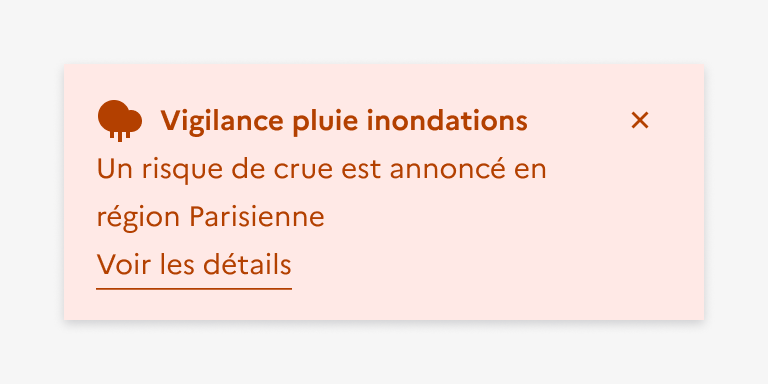 Vigilance pluie inondations
Un risque de crue est annoncé en
région Parisienne
Voir les détails